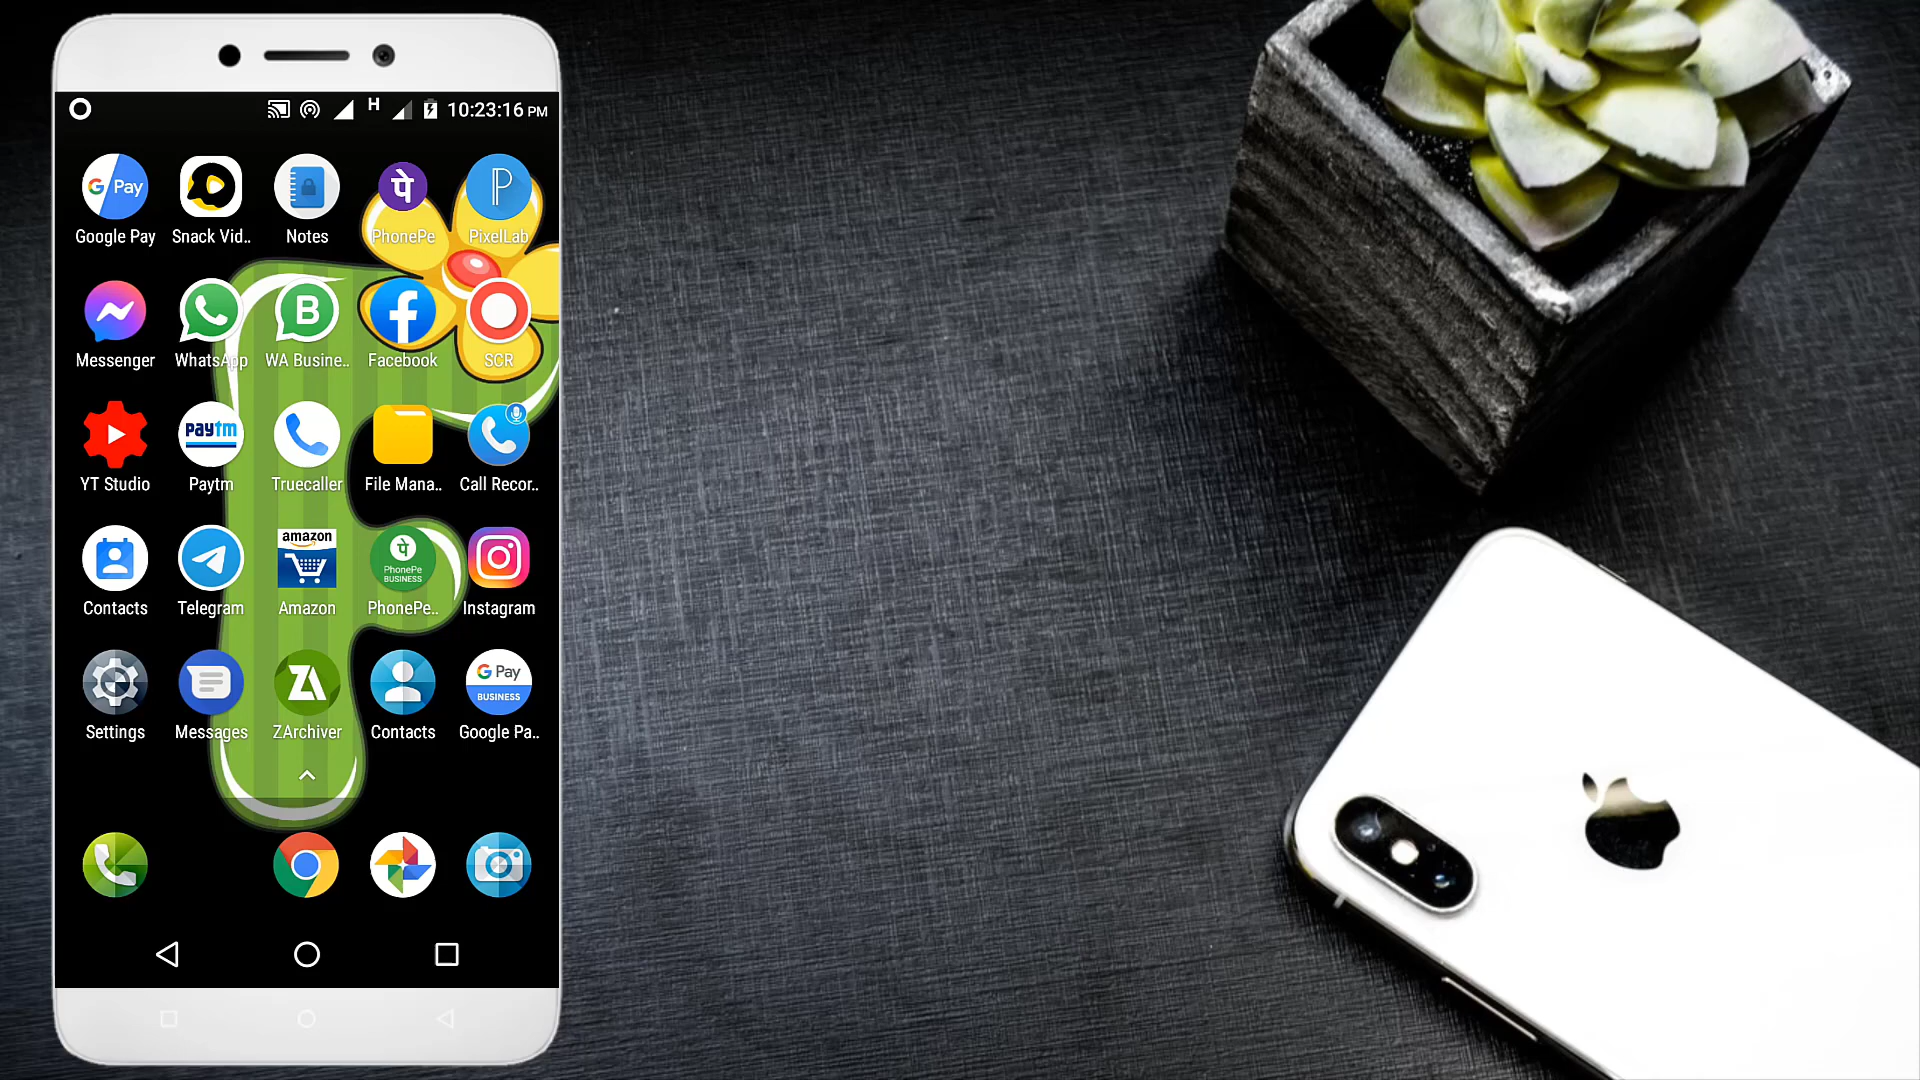 H 10:23:16 PM
G Pay
पे
P
Google Pay Snack Vid.. Notes PhonePe PixelLab
B
f
Messenger WhatsApp WA Busine.. Facebook SCR
paytm
YT Studio Paytm Truecaller File Mana.. Call Recor..
amazon
पे
PhonePe
BUSINESS
Contacts Telegram Amazon PhonePe.. Instagram
ZA
G Pay
BUSINESS
Settings Messages ZArchiver Contacts Google Pa..